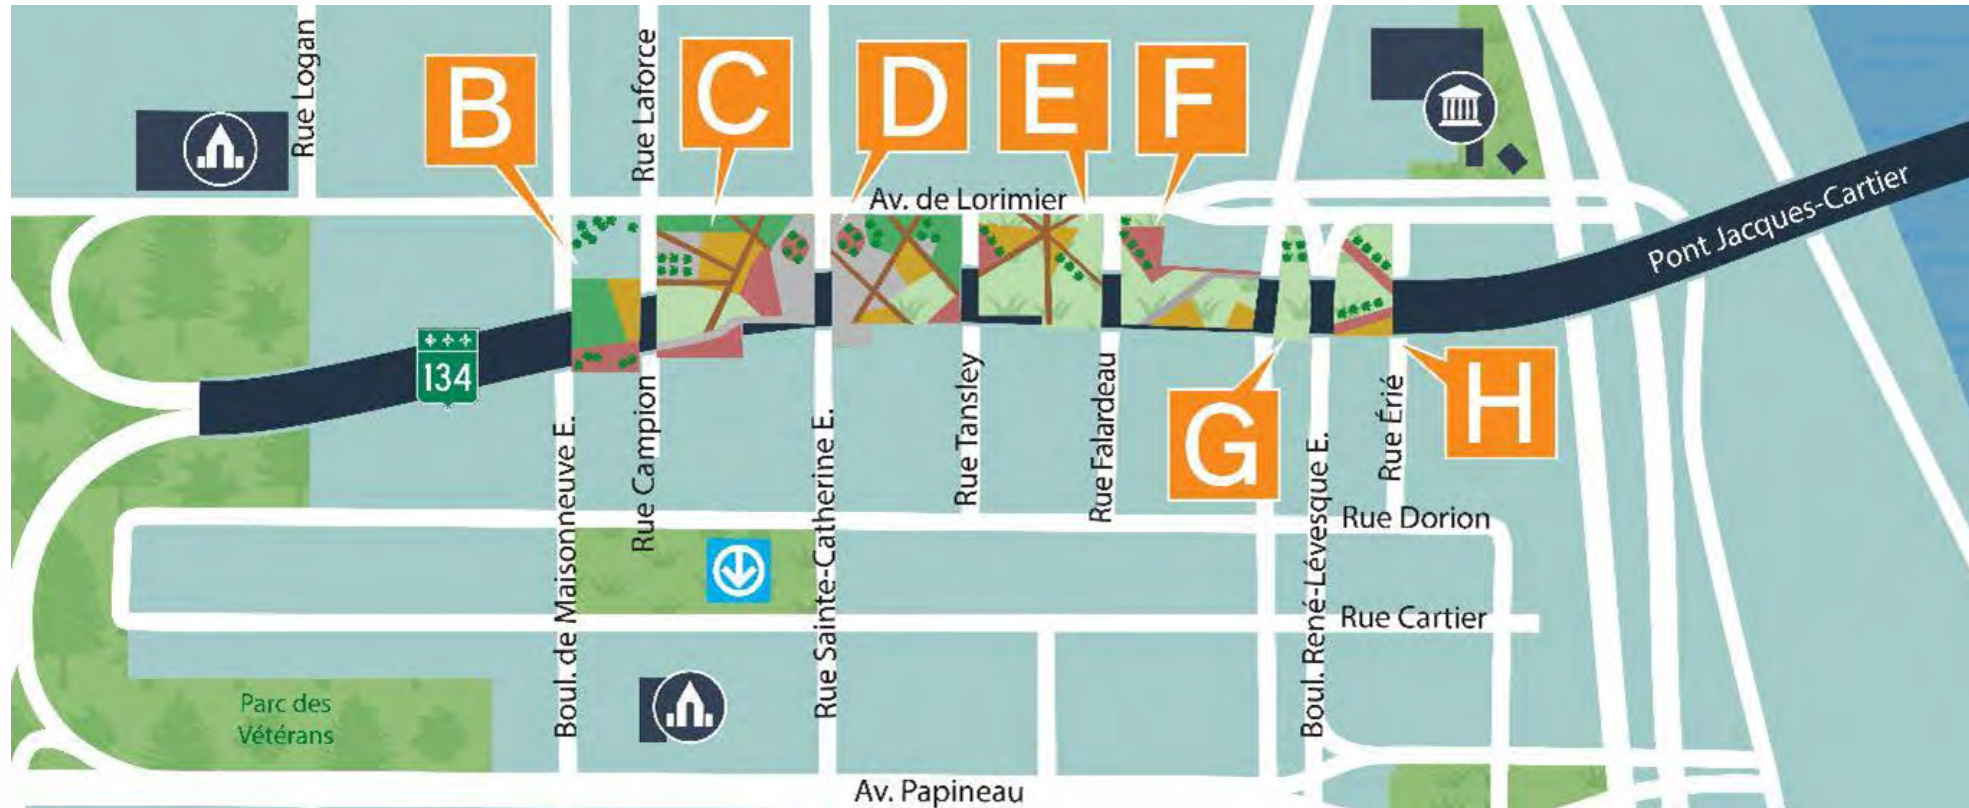 Rue Logan
Rue Laforce
B
C
D
E
F
Av. de Lorimier
Pont Jacques-Cartier
134
G
H
Boul. de Maisonneuve E.
Rue Campion
Rue Sainte-Catherine E.
Rue Tansley
Rue Falardeau
Boul. René-Lévesque E.
Rue Érié
Rue Dorion
Rue Cartier
Parc des
Vétérans
Av. Papineau